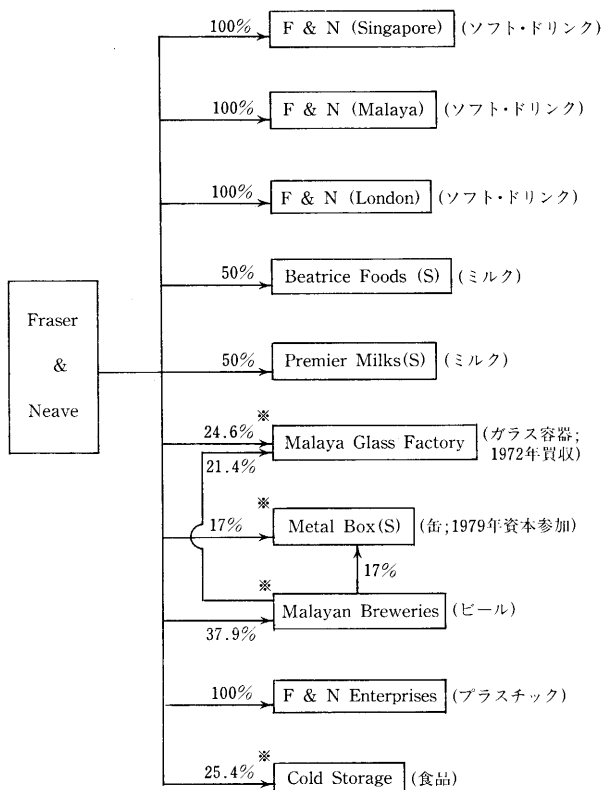 100% F & N (Singapore) (ソフト・ドリンク)
100% F & N (Malaya) (ソフト・ドリンク)
100% F & N (London) (ソフト・ドリンク)
50% Beatrice Foods (S) (ミルク)
Fraser
&
Neave
50% Premier Milks(S) (ミルク)
※
24.6% Malaya Glass Factory (ガラス容器;
1972年買収)
21.4%
※
17% Metal Box(S) (缶;1979年資本参加)
17%
※
Malayan Breweries (ビール)
37.9%
100% F & N Enterprises (プラスチック)
※
25.4% Cold Storage (食品)